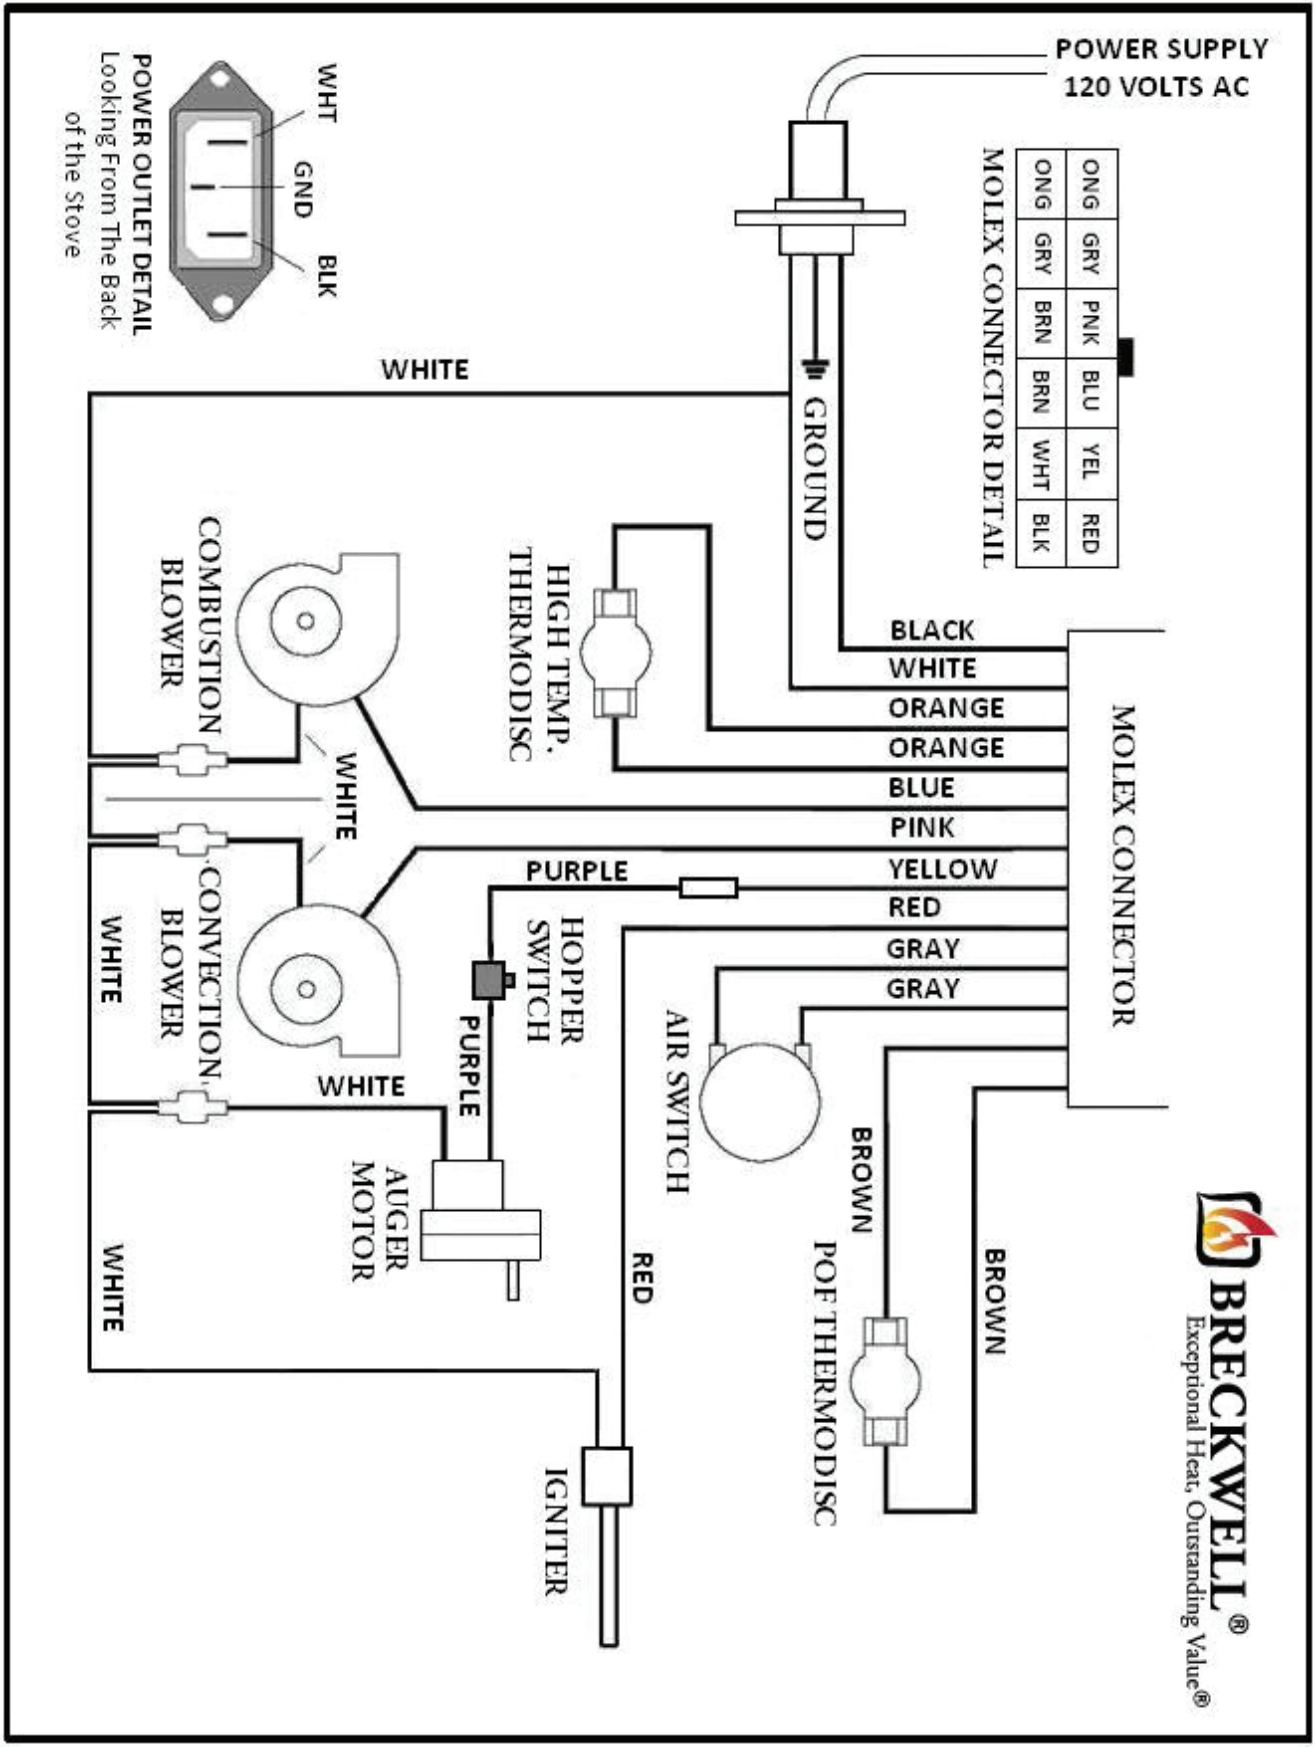 POWER SUPPLY
120 VOLTS AC
ONG GRY PNK BLU YEL RED
ONG GRY BRN BRN WHT BLK
MOLEX CONNECTOR DETAIL
WHT
GND
BLK
POWER OUTLET DETAIL
Looking From The Back
of the Stove
WHITE
GROUND
HIGH TEMP.
THERMODISC
COMBUSTION
BLOWER
BLACK
WHITE
ORANGE
ORANGE
BLUE
PINK
YELLOW
RED
GRAY
GRAY
MOLEX CONNECTOR
WHITE
PURPLE
HOPPER
SWITCH
PURPLE
CONVECTION
BLOWER
WHITE
WHITE
AIR SWITCH
AUGER
MOTOR
BROWN
BROWN
POF THERMODISC
RED
WHITE
IGNITER
BRECKWELL®
Exceptional Heat, Outstanding Value®